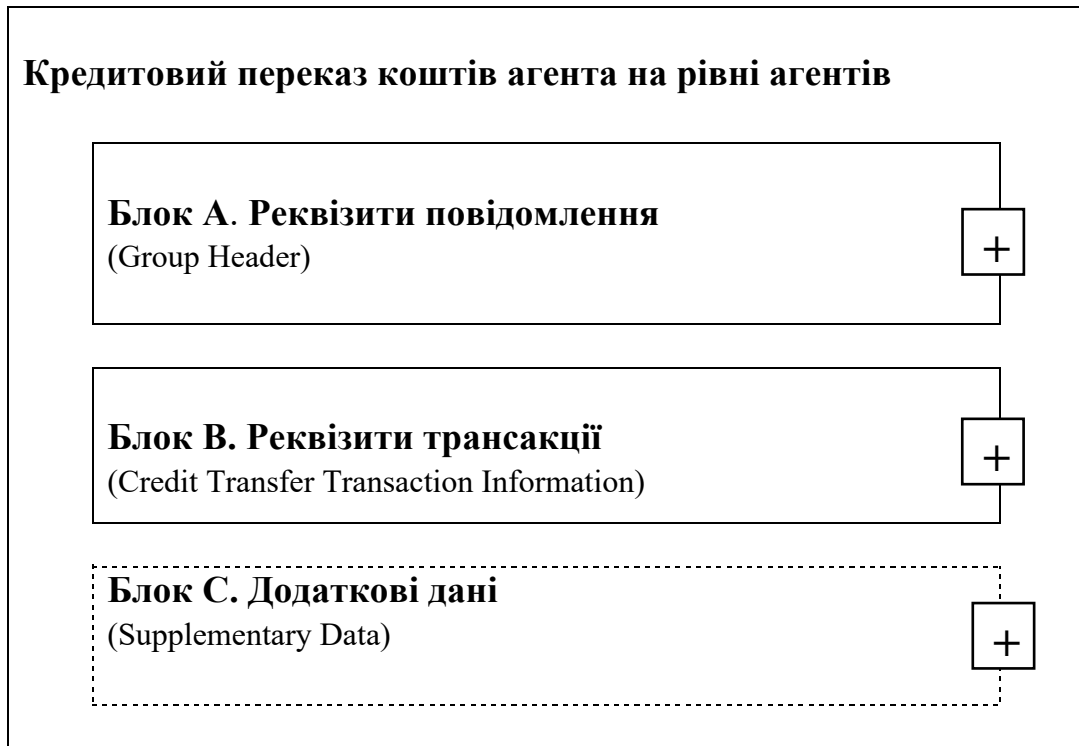 Кредитовий переказ коштів агента на рівні агентів
Блок A. Реквізити повідомлення
(Group Header)
+
Блок B. Реквізити трансакції
(Credit Transfer Transaction Information)
+
Блок C. Додаткові дані
(Supplementary Data)
+